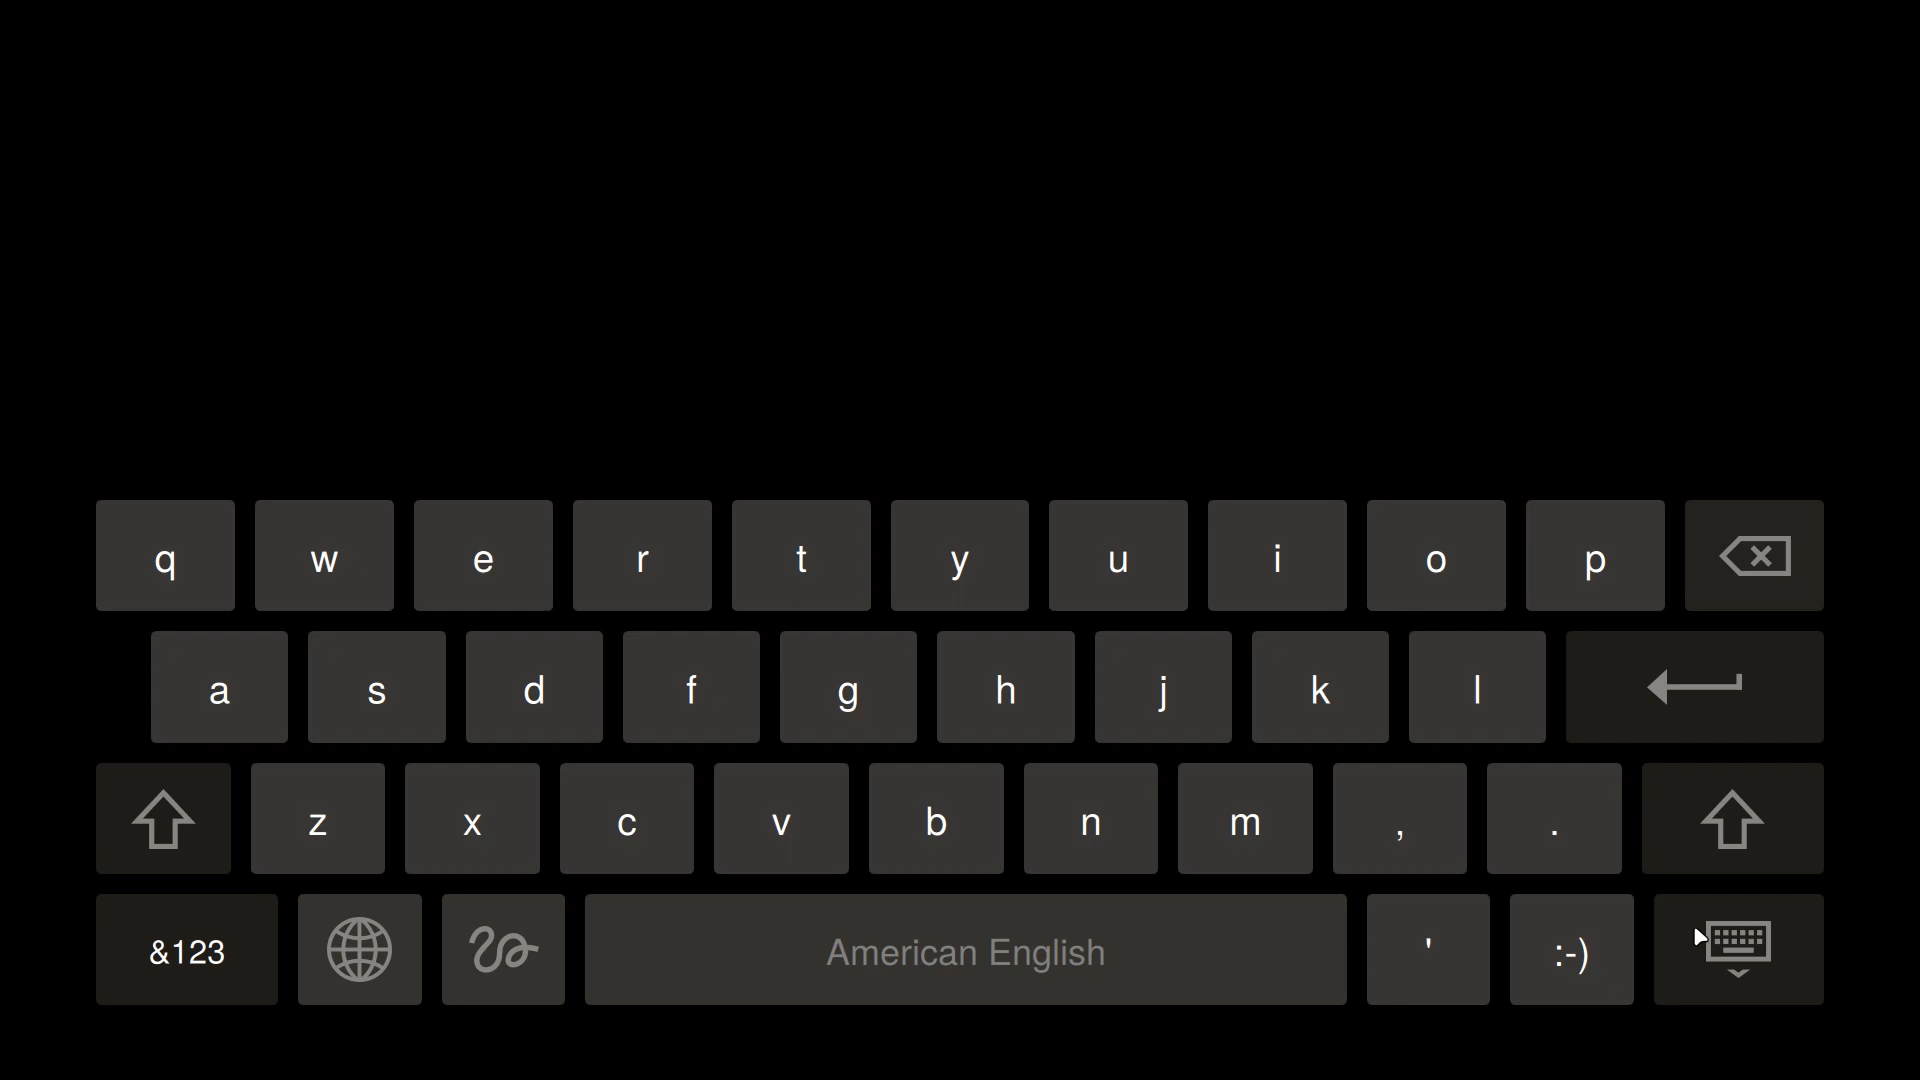 q w e r t y u i o p
a s d f g h j k l
z x c v b n m , .
&123 American English ' :-)